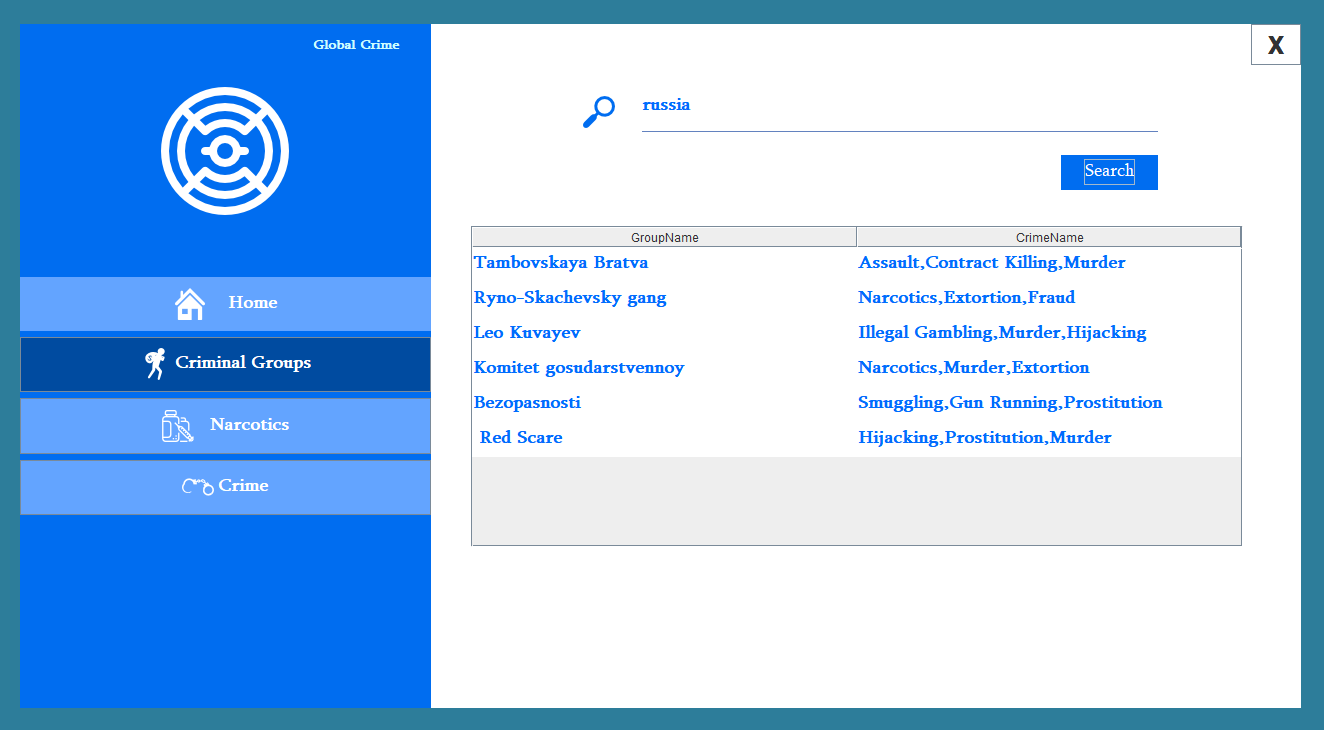 Global Crime
X
russia
Search
Home
Criminal Groups
Narcotics
Crime
GroupName CrimeName
Tambovskaya Bratva Assault,Contract Killing,Murder
Ryno-Skachevsky gang Narcotics,Extortion,Fraud
Leo Kuvayev Illegal Gambling,Murder,Hijacking
Komitet gosudarstvennoy Narcotics,Murder,Extortion
Bezopasnosti Smuggling,Gun Running,Prostitution
Red Scare Hijacking,Prostitution,Murder